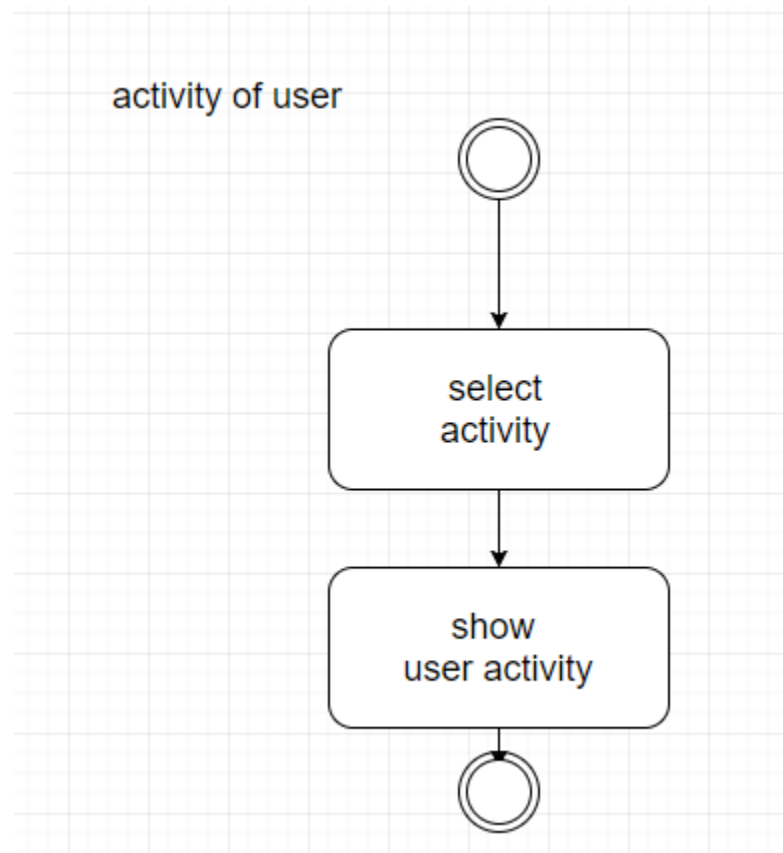 activity of user
select
activity
show
user activity